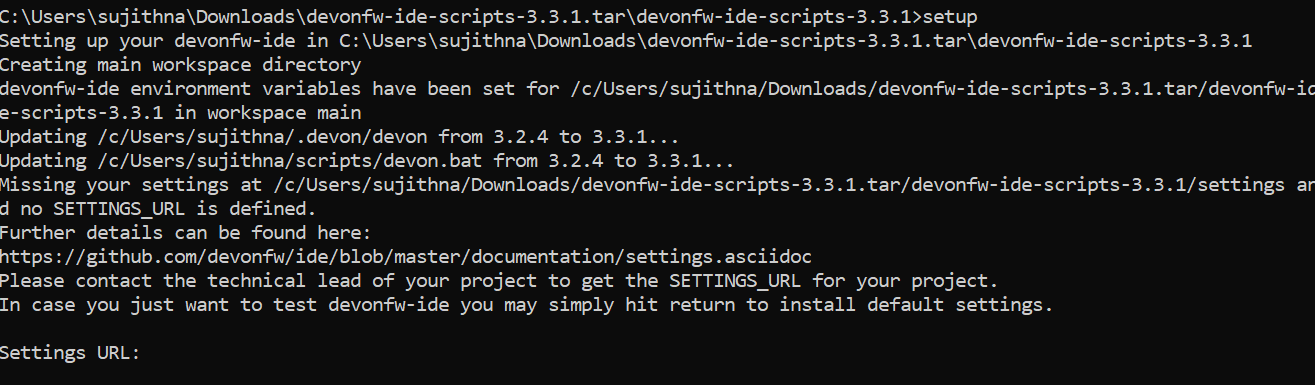 C:\Users\sujithna\Downloads\devonfw-ide-scripts-3.3.1.tar\devonfw-ide-scripts-3.3.1>setup
Setting up your devonfw-ide in C:\Users\sujithna\Downloads\devonfw-ide-scripts-3.3.1.tar\devonfw-ide-scripts-3.3.1
Creating main workspace directory
devonfw-ide environment variables have been set for /c/Users/sujithna/Downloads/devonfw-ide-scripts-3.3.1.tar/devonfw-id
e-scripts-3.3.1 in workspace main
Updating /c/Users/sujithna/.devon/devon from 3.2.4 to 3.3.1...
Updating /c/Users/sujithna/scripts/devon.bat from 3.2.4 to 3.3.1...
Missing your settings at /c/Users/sujithna/Downloads/devonfw-ide-scripts-3.3.1.tar/devonfw-ide-scripts-3.3.1/settings an
d no SETTINGS_URL is defined.
Further details can be found here:
https://github.com/devonfw/ide/blob/master/documentation/settings.asciidoc
Please contact the technical lead of your project to get the SETTINGS_URL for your project.
In case you just want to test devonfw-ide you may simply hit return to install default settings.
Settings URL: